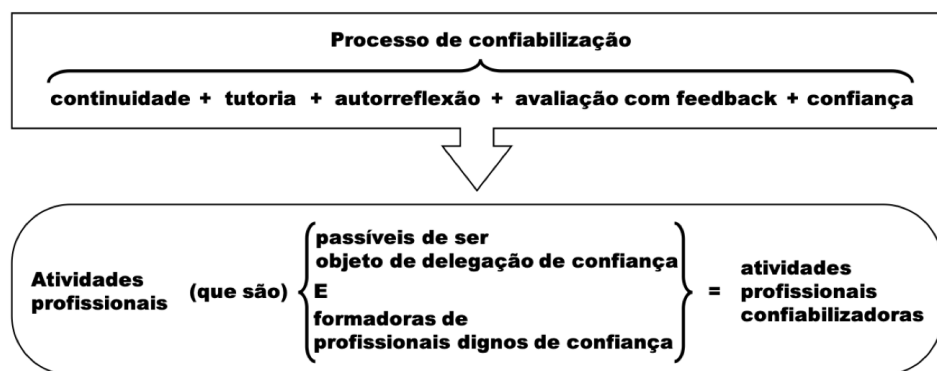 Processo de confiabilização
continuidade + tutoria + autorreflexão + avaliação com feedback + confiança
Atividades
profissionais
(que são)
passíveis de ser
objeto de delegação de confiança
E
formadoras de
profissionais dignos de confiança
=
atividades
profissionais
confiabilizadoras